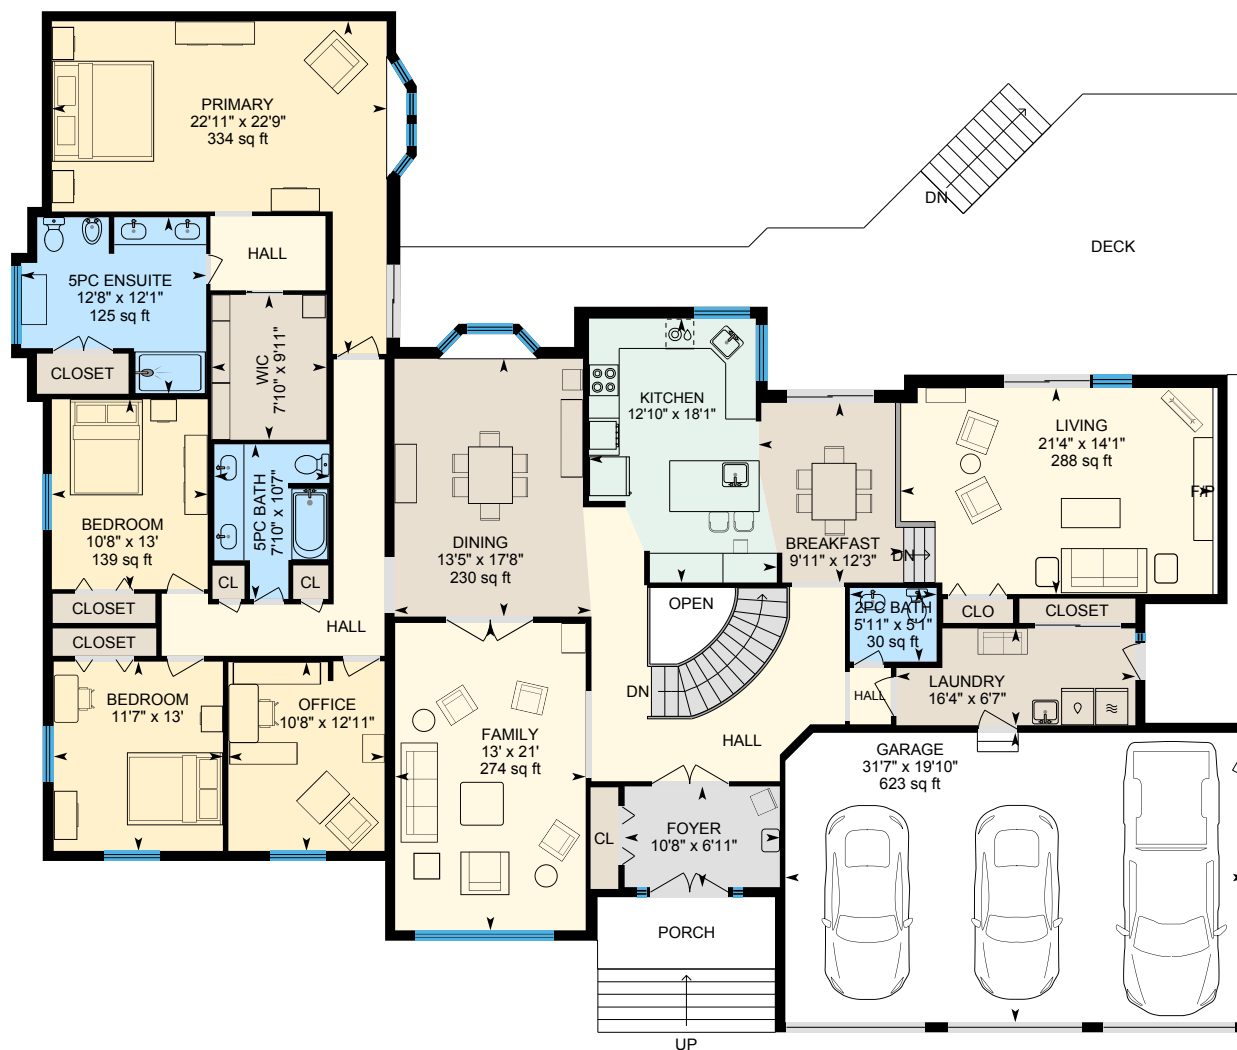 PRIMARY
22'11" x 22'9"
334 sq ft
DN
DECK
HALL
5PC ENSUITE
12'8" x 12'1"
125 sq ft
CLOSET
WIC
7'10" x 9'11"
KITCHEN
12'10" x 18'1"
LIVING
21'4" x 14'1"
288 sq ft
F/P
BEDROOM
10'8" x 13'
139 sq ft
5PC BATH
7'10" x 10'7"
DINING
13'5" x 17'8"
230 sq ft
BREAKFAST
9'11" x 12'3"
DN
CL
CL
CLOSET
HALL
CLOSET
OPEN
2PC BATH
5'11" x 5'1"
30 sq ft
CLO
CLOSET
DN
HALL
LAUNDRY
16'4" x 6'7"
BEDROOM
11'7" x 13'
OFFICE
10'8" x 12'11"
FAMILY
13' x 21'
274 sq ft
HALL
GARAGE
31'7" x 19'10"
623 sq ft
CL
FOYER
10'8" x 6'11"
PORCH
UP